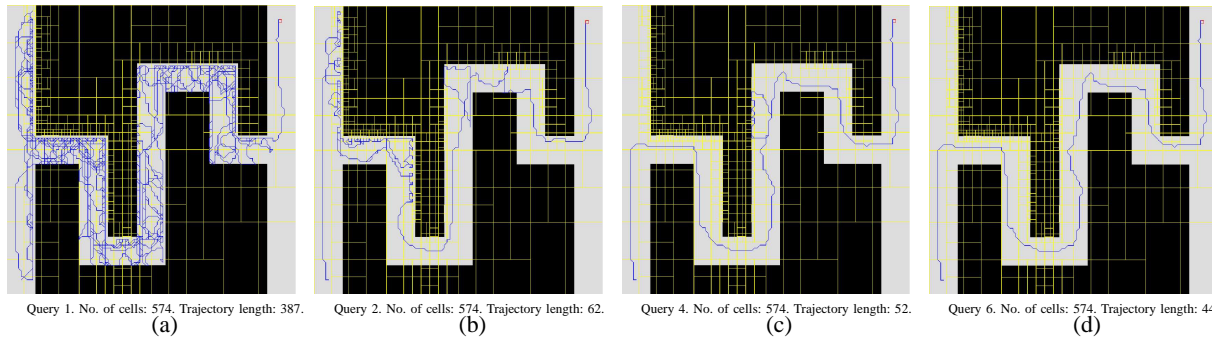 Query 1. No. of cells: 574. Trajectory length: 387.
(a)
Query 2. No. of cells: 574. Trajectory length: 62.
(b)
Query 4. No. of cells: 574. Trajectory length: 52.
(c)
Query 6. No. of cells: 574. Trajectory length: 44
(d)